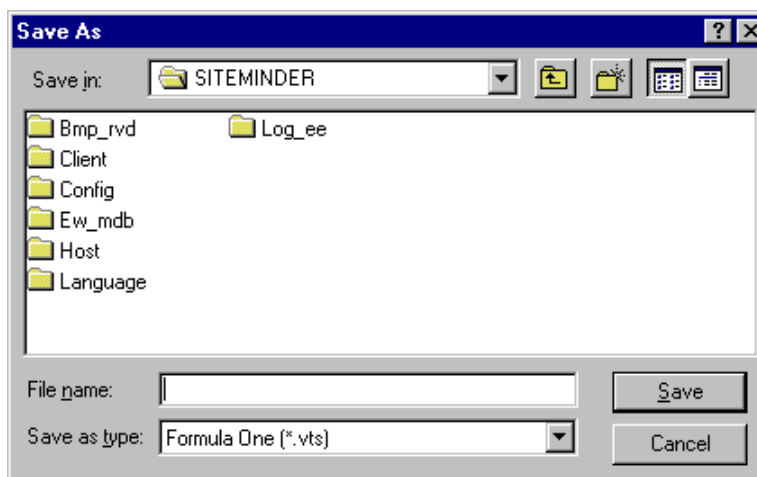 Save As
Save in: SITEMINDER
Bmp_rvd Log_ee
Client
Config
Ew_mdb
Host
Language
File name: Save
Save as type: Formula One (*.vts) Cancel